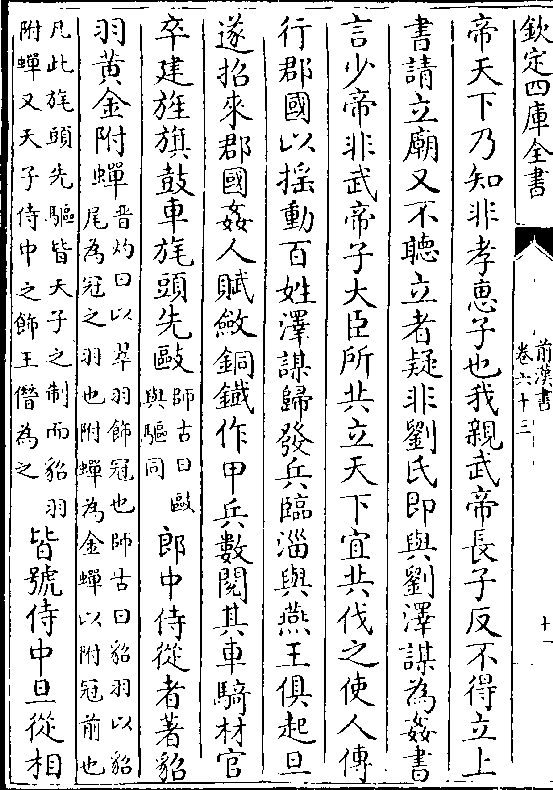 欽定四庫全書
前漢書
卷六十三
十一
帝天下乃知非孝惠子也我親武帝長子反不得立上
書請立廟又不聽立者疑非劉氏即與劉澤謀為姦書
言少帝非武帝子大臣所共立天下宜共伐之使人傳
行郡國以揺動百姓澤謀歸發兵臨淄與燕王俱起旦
遂招來郡國姦人賦斂銅鐵作甲兵數閱其車騎材官
卒建旌旗鼓車旄頭先敺師古曰敺與驅同郎中侍從者著貂
羽黄金附蟬晋灼曰以翠羽飾冠也師古曰貂羽以貂尾為冠之羽也附蟬為金蟬以附冠前也
凡此旄頭先驅皆天子之制而貂羽附蟬又天子侍中之飾王僭為之皆號侍中旦從相